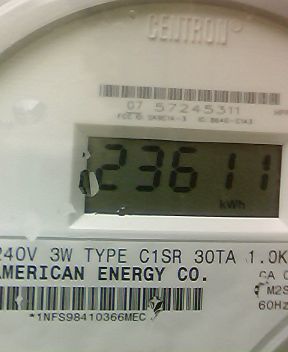 CENTRON
07 57245311
23611
kWh
240V 3W TYPE C1SR 30TA 1.0K
AMERICAN ENERGY CO.
CA
M2S
60Hz
*1NFS98410366MEC